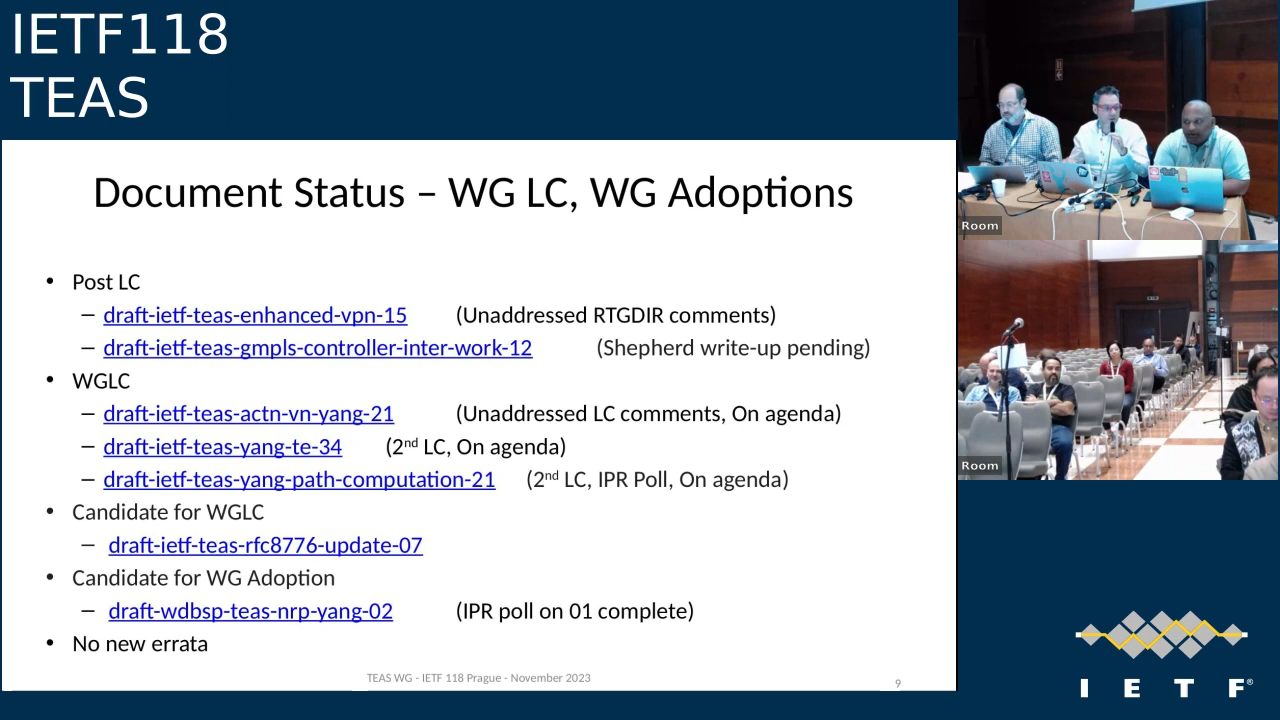 IETF118
TEAS
Document Status – WG LC, WG Adoptions
• Post LC
– draft-ietf-teas-enhanced-vpn-15 (Unaddressed RTGDIR comments)
– draft-ietf-teas-gmpls-controller-inter-work-12 (Shepherd write-up pending)
• WGLC
– draft-ietf-teas-actn-vn-yang-21 (Unaddressed LC comments, On agenda)
– draft-ietf-teas-yang-te-34 (2nd LC, On agenda)
– draft-ietf-teas-yang-path-computation-21 (2nd LC, IPR Poll, On agenda)
• Candidate for WGLC
– draft-ietf-teas-rfc8776-update-07
• Candidate for WG Adoption
– draft-wdbsp-teas-nrp-yang-02 (IPR poll on 01 complete)
• No new errata
TEAS WG - IETF 118 Prague - November 2023
9
Room
Room
I E T F®